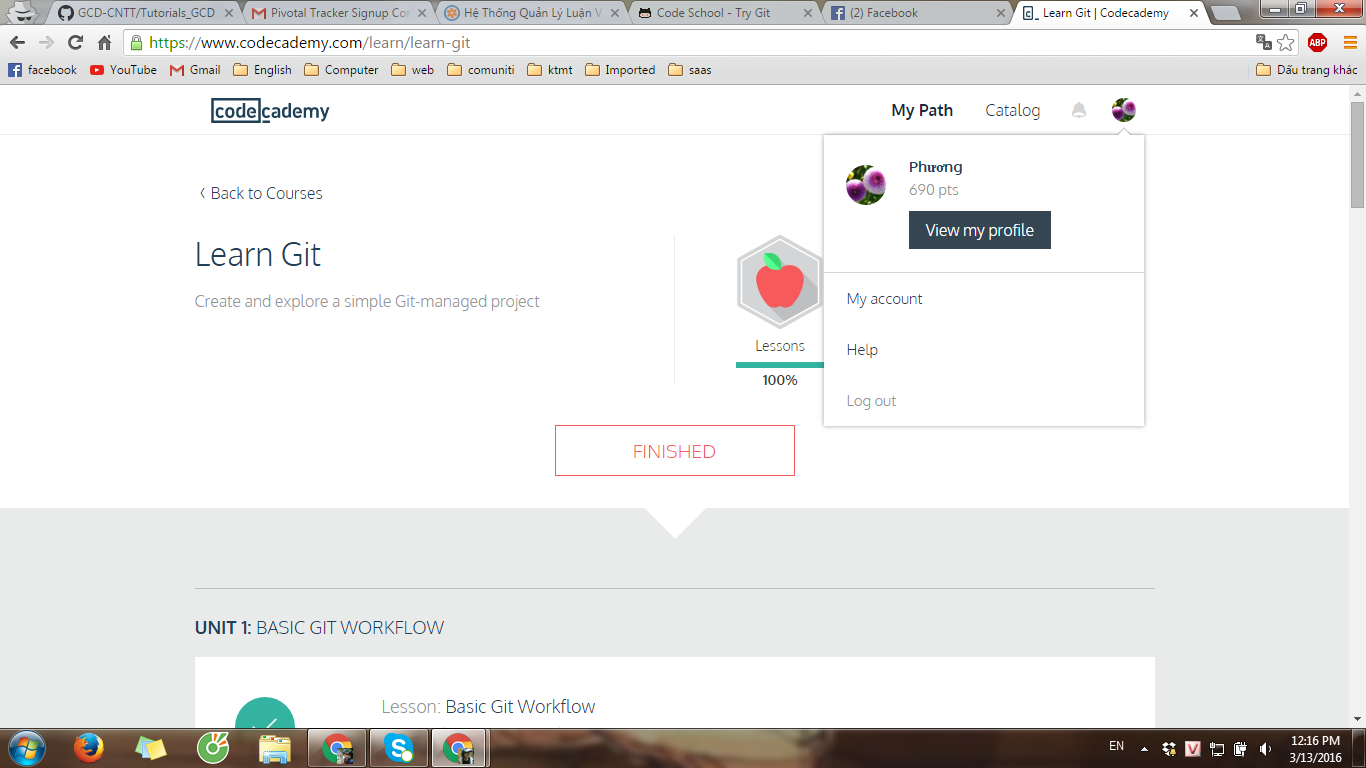 GCD-CNTT/Tutorials_GCD
Pivotal Tracker Signup Con
Hệ Thống Quản Lý Luận V
Code School - Try Git
(2) Facebook
Learn Git | Codecademy
https://www.codecademy.com/learn/learn-git
ABP
facebook
YouTube
Gmail
English
Computer
web
comuniti
ktmt
Imported
saas
Dấu trang khác
codecademy
My Path
Catalog
Phương
690 pts
View my profile
My account
Help
Log out
Back to Courses
Learn Git
Create and explore a simple Git-managed project
Lessons
100%
FINISHED
UNIT 1: BASIC GIT WORKFLOW
Lesson: Basic Git Workflow
EN
12:16 PM
3/13/2016